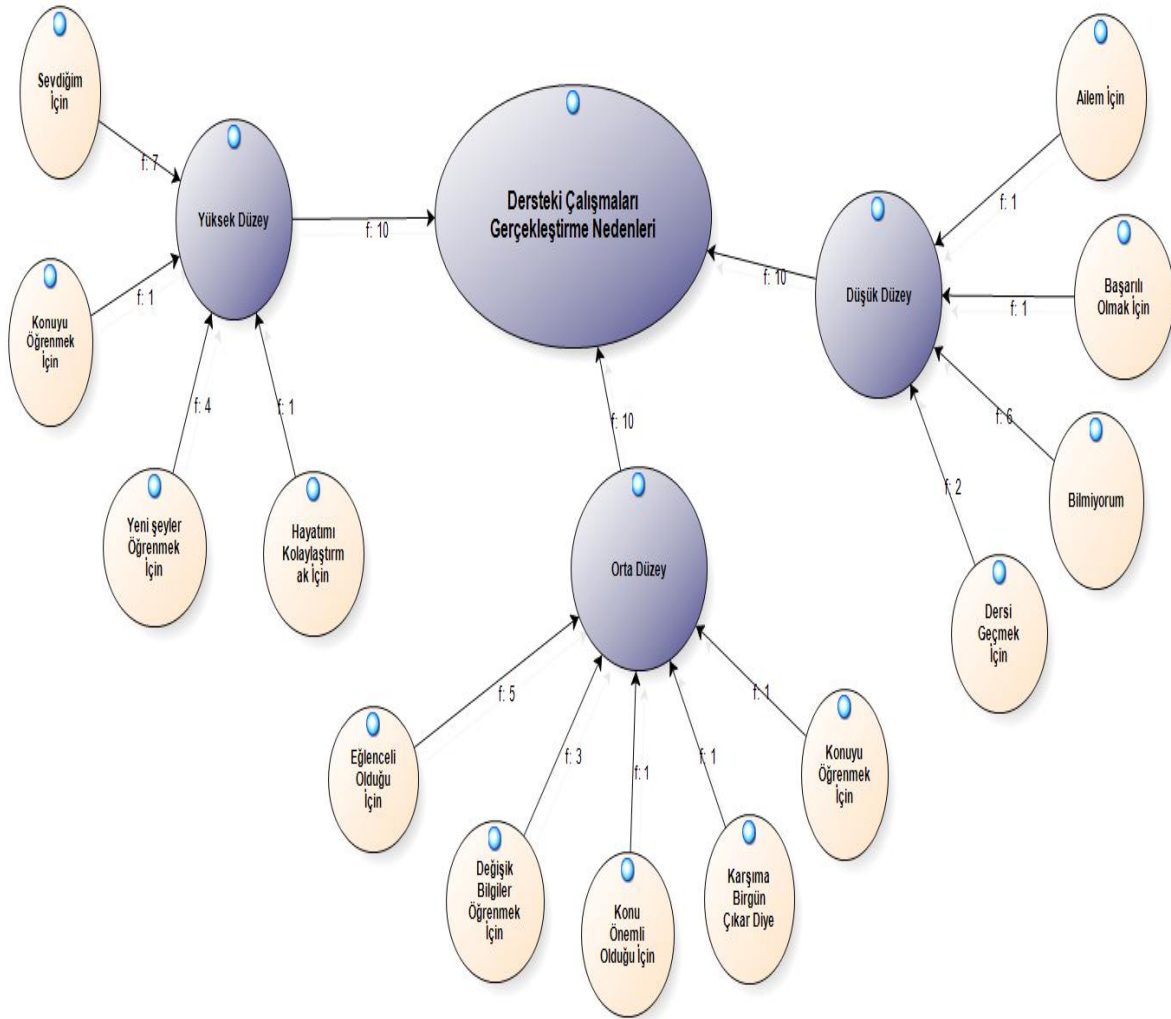 Sevdiğim
İçin
f: 7
Yüksek Düzey
f: 10
Konuyu
Öğrenmek
İçin
f: 1
Yeni şeyler
Öğrenmek
İçin
f: 4
Hayatımı
Kolaylaştırm
ak İçin
f: 1
Dersteki Çalışmaları
Gerçekleştirme Nedenleri
Ailem İçin
f: 1
Düşük Düzey
f: 10
Başarılı
Olmak İçin
f: 1
Bilmiyorum
f: 6
Dersi
Geçmek
İçin
f: 2
Orta Düzey
f: 10
Eğlenceli
Olduğu
İçin
f: 5
Değişik
Bilgiler
Öğrenmek
İçin
f: 3
Konu
Önemli
Olduğu İçin
f: 1
Karşıma
Birgün
Çıkar Diye
f: 1
Konuyu
Öğrenmek
İçin
f: 1